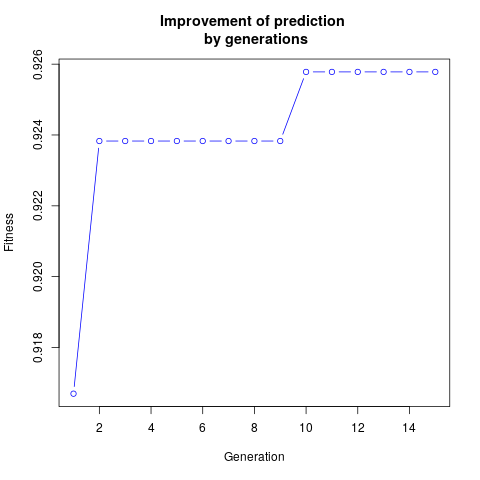 Improvement of prediction
by generations
Fitness
0.926
0.924
0.922
0.920
0.918
2 4 6 8 10 12 14
Generation